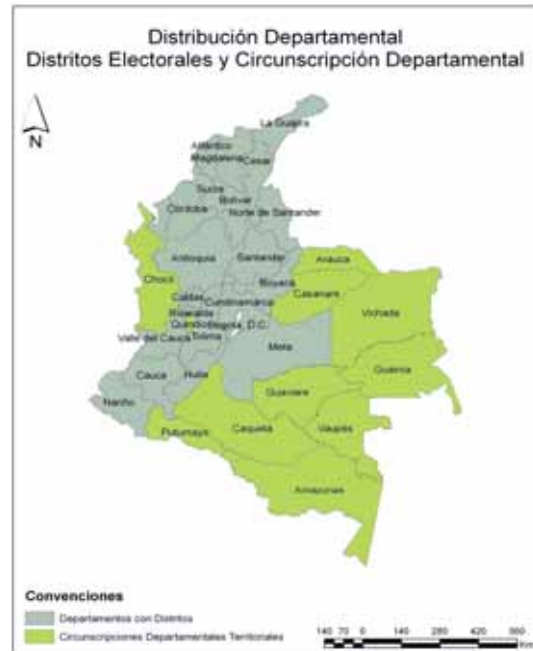 Distribución Departamental
Distritos Electorales y Circunscripción Departamental
N
La Guajira
Atlántico
Magdalena
Cesar
Sucre
Bolívar
Córdoba
Norte de Santander
Antioquia
Santander
Arauca
Chocó
Boyacá
Casanare
Caldas
Cundinamarca
Vichada
Risaralda
Quindío
Bogotá, D.C.
Valle del Cauca
Tolima
Meta
Cauca
Huila
Guainía
Guaviare
Nariño
Putumayo
Caquetá
Vaupés
Amazonas
Convenciones
Departamentos con Distritos
Circunscripciones Departamentales Territoriales
140 70 0 140 280 420 560
Km